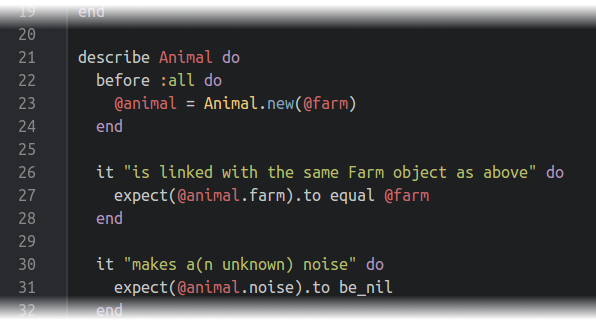 19 end
20
21 describe Animal do
22 before :all do
23 @animal = Animal.new(@farm)
24 end
25
26 it "is linked with the same Farm object as above" do
27 expect(@animal.farm).to equal @farm
28 end
29
30 it "makes a(n unknown) noise" do
31 expect(@animal.noise).to be_nil
32 end